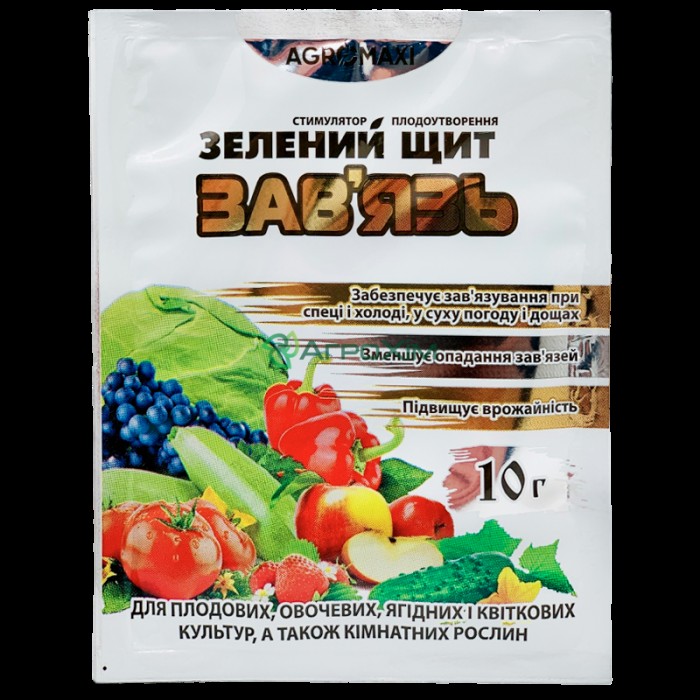 AGROMAXI
СТИМУЛЯТОР ПЛОДОУТВОРЕННЯ
ЗЕЛЕНИЙ ЩИТ
ЗАВ'ЯЗЬ
Забезпечує зав'язування при
спеці і холоді, у суху погоду і дощах
Зменшує опадання зав'язей
Підвищує врожайність
10 г
ДЛЯ ПЛОДОВИХ, ОВОЧЕВИХ, ЯГІДНИХ І КВІТКОВИХ
КУЛЬТУР, А ТАКОЖ КІМНАТНИХ РОСЛИН